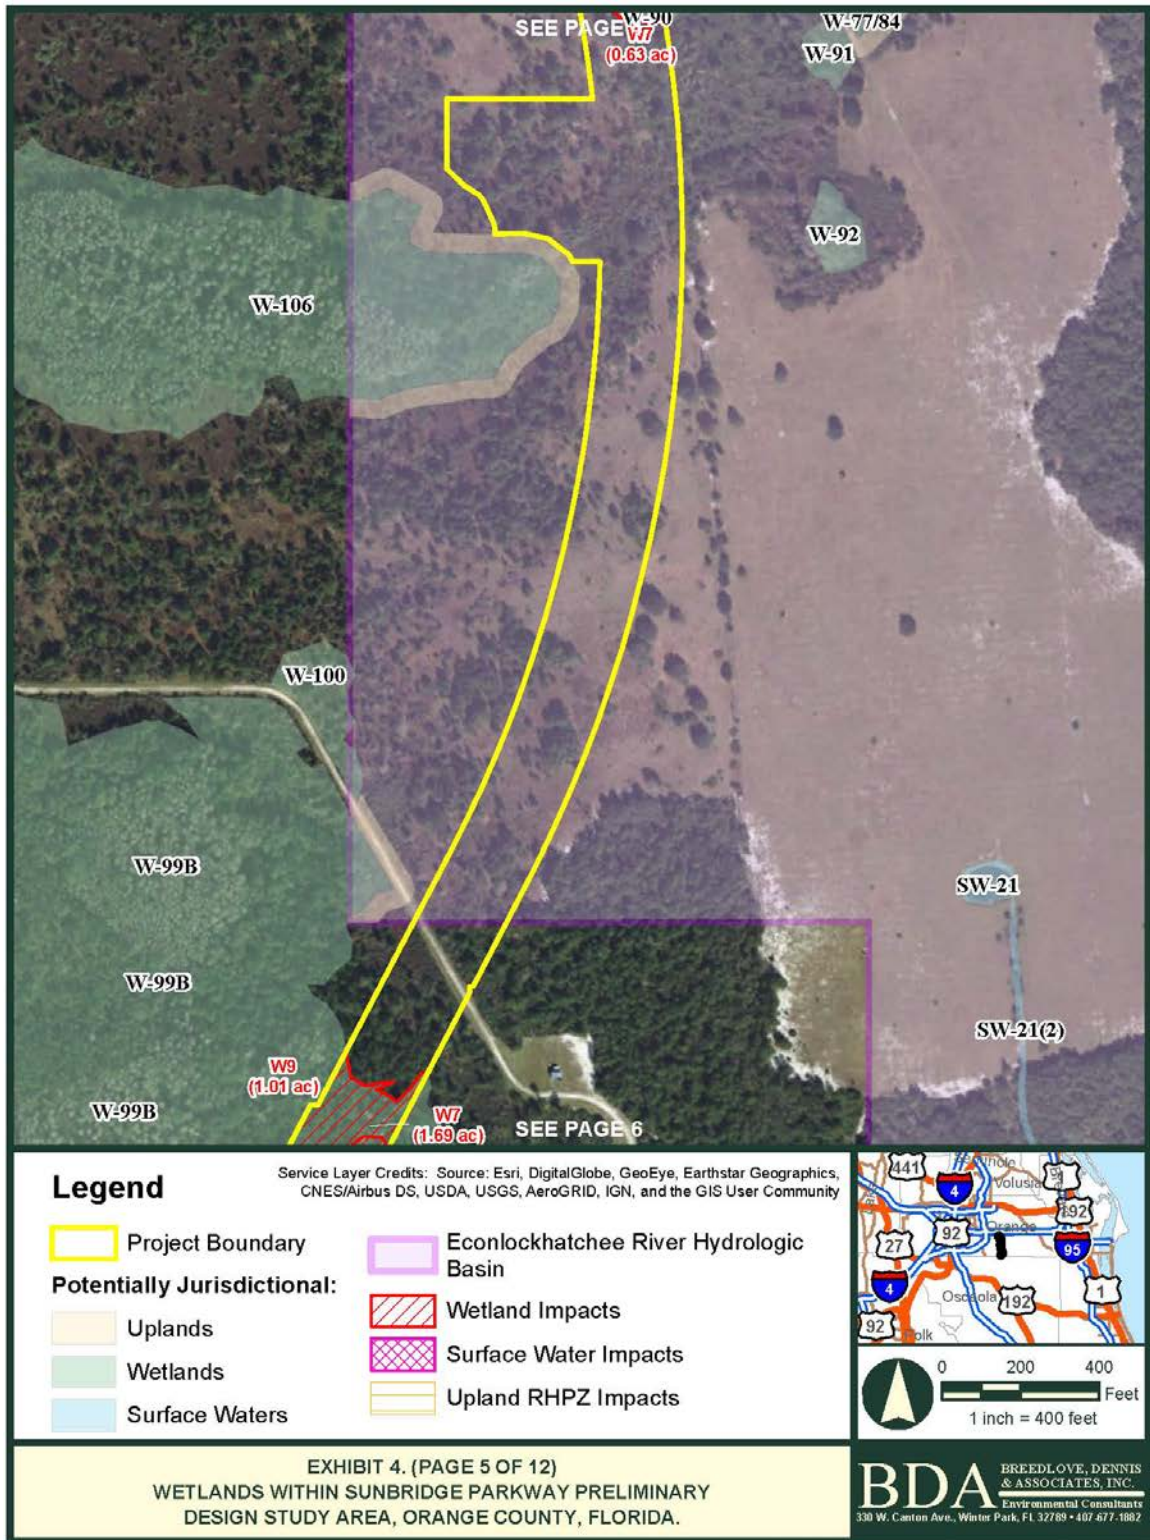 SEE PAGE
W-90
W7
(0.63 ac)
W-77/84
W-91
W-92
W-106
W-100
W-99B
SW-21
W-99B
SW-21(2)
W9
(1.01 ac)
W-99B
W7
(1.69 ac)
SEE PAGE 6
Legend
Service Layer Credits: Source: Esri, DigitalGlobe, GeoEye, Earthstar Geographics,
CNES/Airbus DS, USDA, USGS, AeroGRID, IGN, and the GIS User Community
Project Boundary
Potentially Jurisdictional:
Uplands
Wetlands
Surface Waters
Econlockhatchee River Hydrologic
Basin
Wetland Impacts
Surface Water Impacts
Upland RHPZ Impacts
441
4
Volusia
192
92
Orange
27
95
4
Osceola
192
1
92
Polk
0 200 400
Feet
1 inch = 400 feet
EXHIBIT 4. (PAGE 5 OF 12)
WETLANDS WITHIN SUNBRIDGE PARKWAY PRELIMINARY
DESIGN STUDY AREA, ORANGE COUNTY, FLORIDA.
BDA
BREEDLOVE, DENNIS
& ASSOCIATES, INC.
Environmental Consultants
330 W. Canton Ave., Winter Park, FL 32789 • 407-677-1882